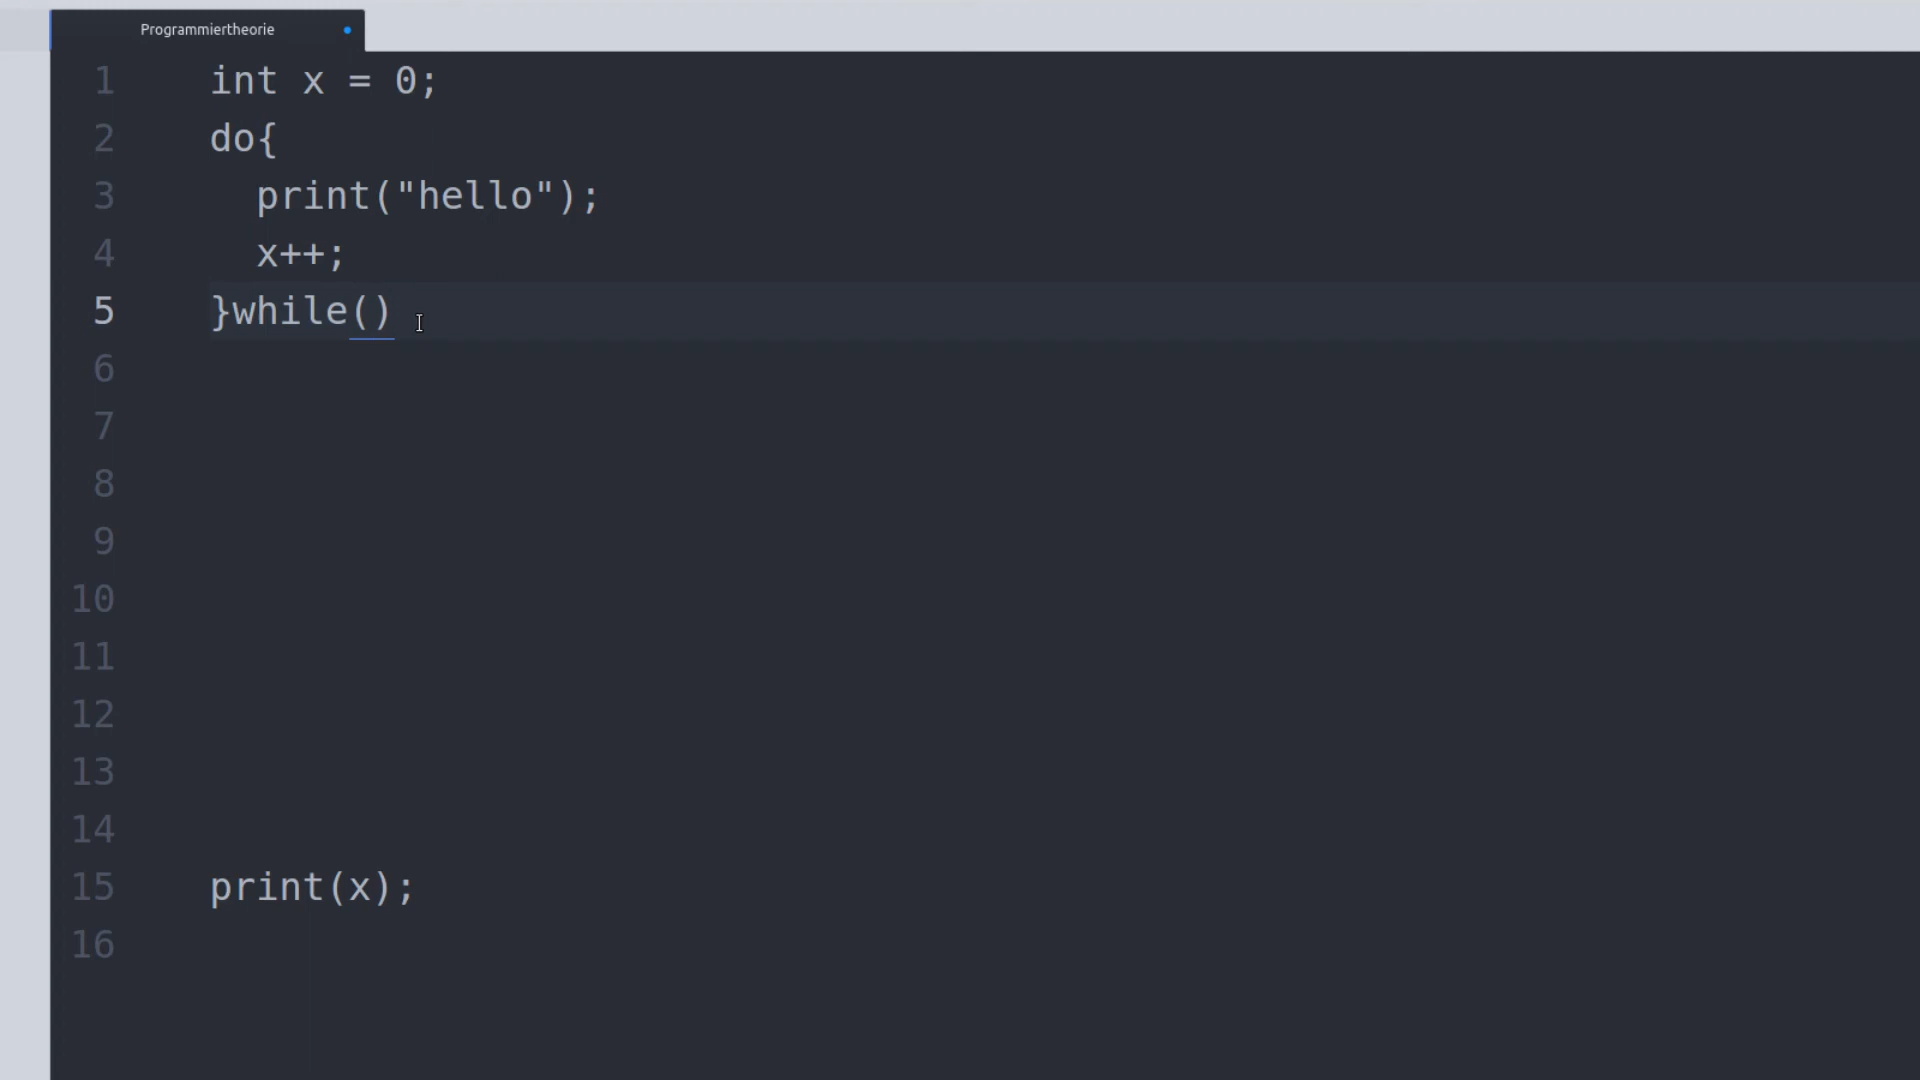 Programmiertheorie
1 int x = 0;
2 do{
3   print("hello");
4   x++;
5 }while()
6
7
8
9
10
11
12
13
14
15 print(x);
16